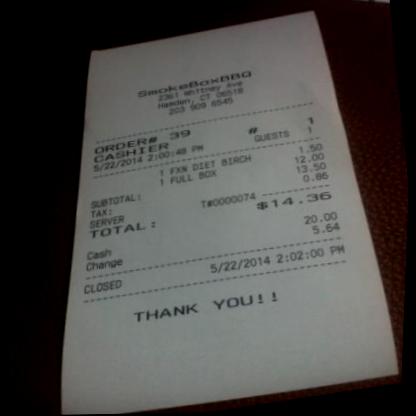 SmokeBoxBBQ
2361 Whitney Ave
Hamden, CT 06518
203 909 6545
ORDER# 39 # 1
CASHIER GUESTS 1
5/22/2014 2:00:48 PM
1 FXN DIET BIRCH 1.50
1 FULL BOX 12.00
SUBTOTAL: 13.50
TAX: 0.86
SERVER T#0000074
TOTAL: $14.36
Cash 20.00
Change 5.64
5/22/2014 2:02:00 PM
CLOSED
THANK YOU!!